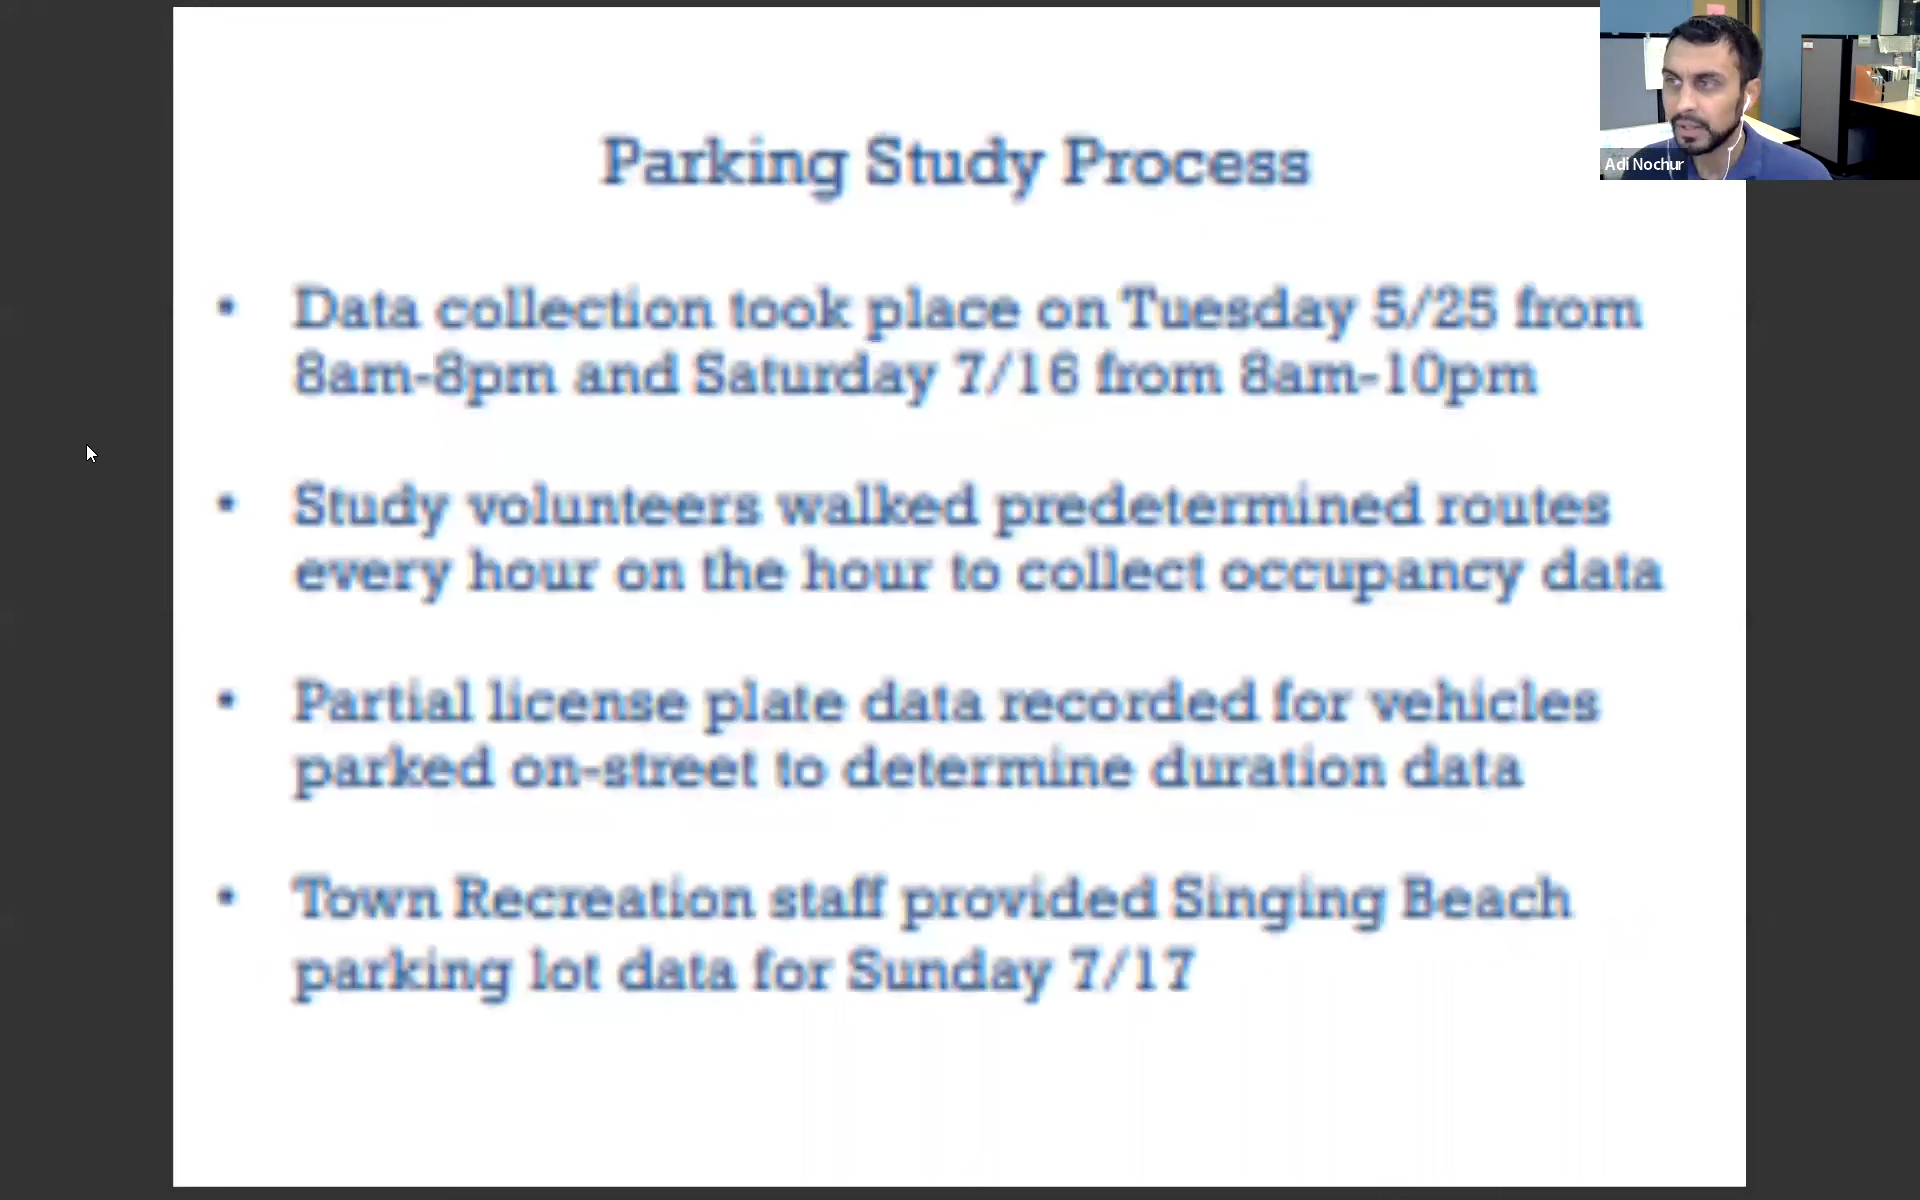 Parking Study Process
Adi Nochur
• Data collection took place on Tuesday 5/25 from
8am-8pm and Saturday 7/16 from 8am-10pm
• Study volunteers walked predetermined routes
every hour on the hour to collect occupancy data
• Partial license plate data recorded for vehicles
parked on-street to determine duration data
• Town Recreation staff provided Singing Beach
parking lot data for Sunday 7/17